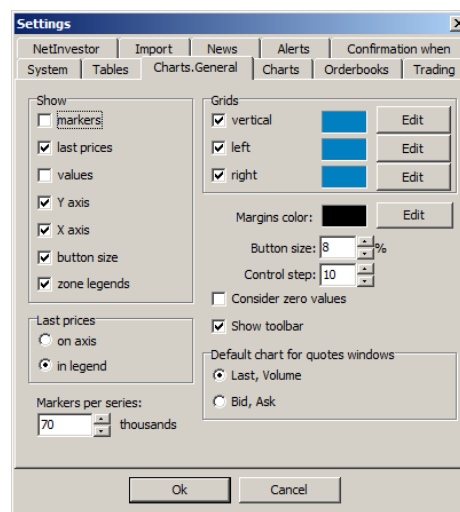 Settings
NetInvestor Import News Alerts Confirmation when
System Tables Charts.General Charts Orderbooks Trading
Show
markers
last prices
values
Y axis
X axis
button size
zone legends
Last prices
on axis
in legend
Markers per series:
70 thousands
Grids
vertical Edit
left Edit
right Edit
Margins color: Edit
Button size: 8 %
Control step: 10
Consider zero values
Show toolbar
Default chart for quotes windows
Last, Volume
Bid, Ask
Ok Cancel